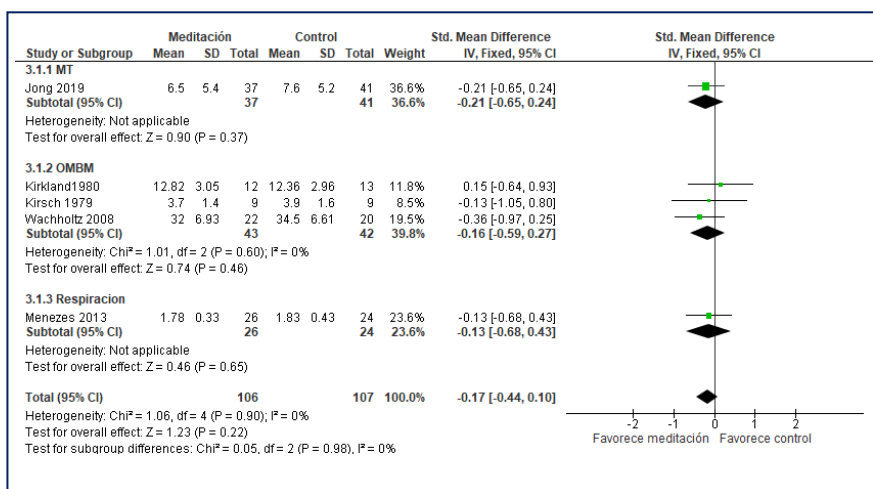 Meditación Control Std. Mean Difference Std. Mean Difference
Study or Subgroup Mean SD Total Mean SD Total Weight IV, Fixed, 95% CI IV, Fixed, 95% CI
3.1.1 MT
Jong 2019 6.5 5.4 37 7.6 5.2 41 36.6% -0.21 [-0.65, 0.24]
Subtotal (95% CI) 37 41 36.6% -0.21 [-0.65, 0.24]
Heterogeneity: Not applicable
Test for overall effect: Z = 0.90 (P = 0.37)
3.1.2 OMBM
Kirkland1980 12.82 3.05 12 12.36 2.96 13 11.8% 0.15 [-0.64, 0.93]
Kirsch 1979 3.7 1.4 9 3.9 1.6 9 8.5% -0.13 [-1.05, 0.80]
Wachholtz 2008 32 6.93 22 34.5 6.61 20 19.5% -0.36 [-0.97, 0.25]
Subtotal (95% CI) 43 42 39.8% -0.16 [-0.59, 0.27]
Heterogeneity: Chi² = 1.01, df = 2 (P = 0.60); I² = 0%
Test for overall effect: Z = 0.74 (P = 0.46)
3.1.3 Respiracion
Menezes 2013 1.78 0.33 26 1.83 0.43 24 23.6% -0.13 [-0.68, 0.43]
Subtotal (95% CI) 26 24 23.6% -0.13 [-0.68, 0.43]
Heterogeneity: Not applicable
Test for overall effect: Z = 0.46 (P = 0.65)
Total (95% CI) 106 107 100.0% -0.17 [-0.44, 0.10]
Heterogeneity: Chi² = 1.06, df = 4 (P = 0.90); I² = 0%
Test for overall effect: Z = 1.23 (P = 0.22)
Test for subgroup differences: Chi² = 0.05, df = 2 (P = 0.98), I² = 0%
-2 -1 0 1 2
Favorece meditación Favorece control